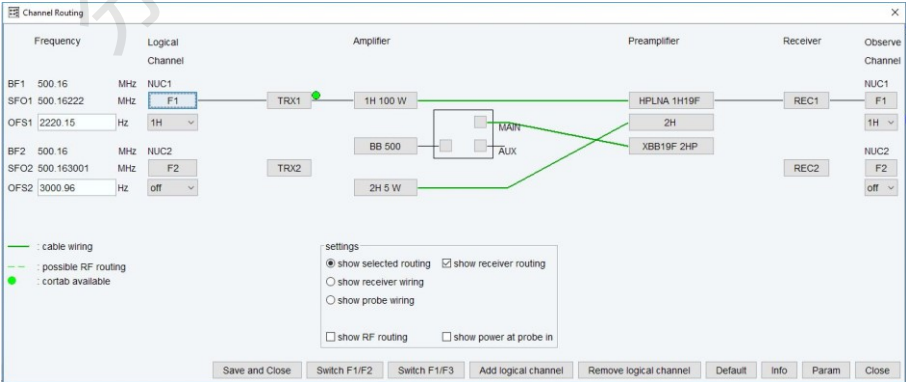 Channel Routing ×
Frequency Logical Channel Amplifier Preamplifier Receiver Observe Channel
BF1 500.16 MHz NUC1 NUC1
SFO1 500.16222 MHz F1 TRX1 1H 100 W HPLNA 1H19F REC1 F1
OFS1 2220.15 Hz 1H 2H 1H
MAIN
BF2 500.16 MHz NUC2 BB 500 AUX XBB19F 2HP NUC2
SFO2 500.163001 MHz F2 TRX2 REC2 F2
OFS2 3000.96 Hz off 2H 5 W off
: cable wiring
: possible RF routing
: cortab available
settings
show selected routing show receiver routing
show receiver wiring
show probe wiring
show RF routing show power at probe in
Save and Close Switch F1/F2 Switch F1/F3 Add logical channel Remove logical channel Default Info Param Close